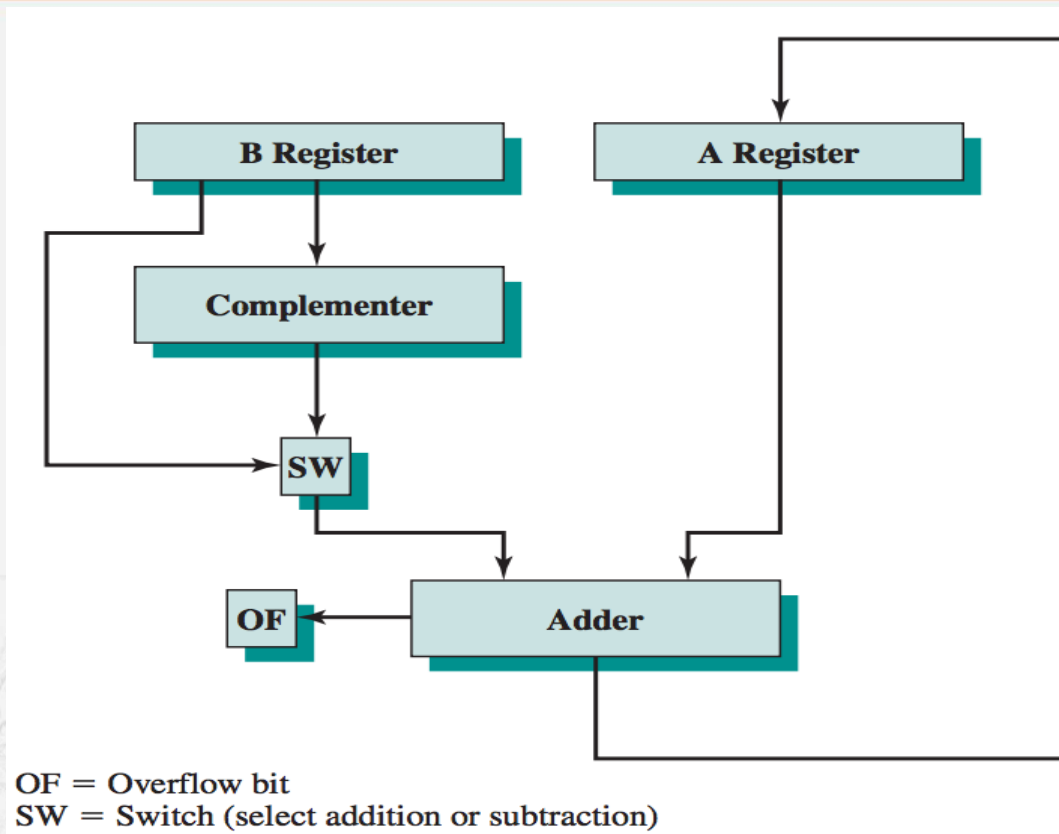 B Register
A Register
Complementer
SW
OF
Adder
OF = Overflow bit
SW = Switch (select addition or subtraction)